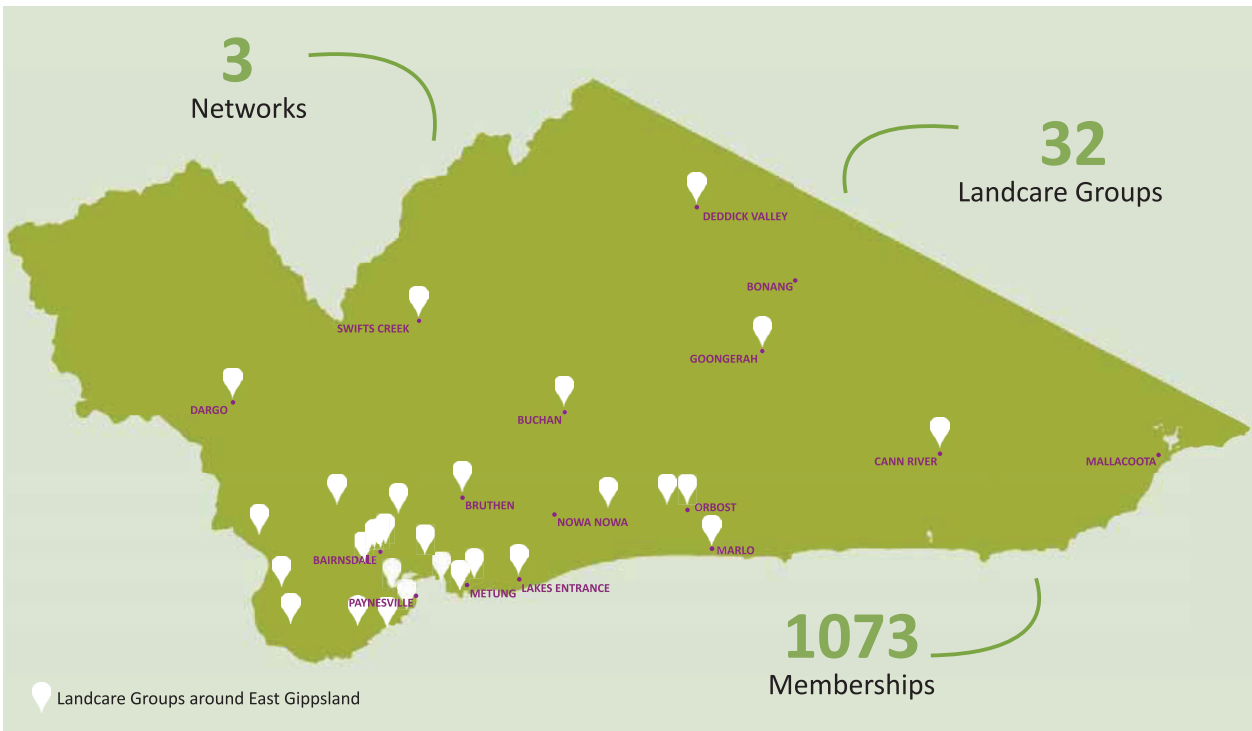 3
Networks
32
Landcare Groups
DEDDICK VALLEY
BONANG
SWIFTS CREEK
GOONGERAH
DARGO
BUCHAN
CANN RIVER
MALLACOOTA
BRUTHEN
ORBOST
NOWA NOWA
MARLO
BAIRNSDALE
LAKES ENTRANCE
METUNG
PAYNESVILLE
1073
Memberships
Landcare Groups around East Gippsland